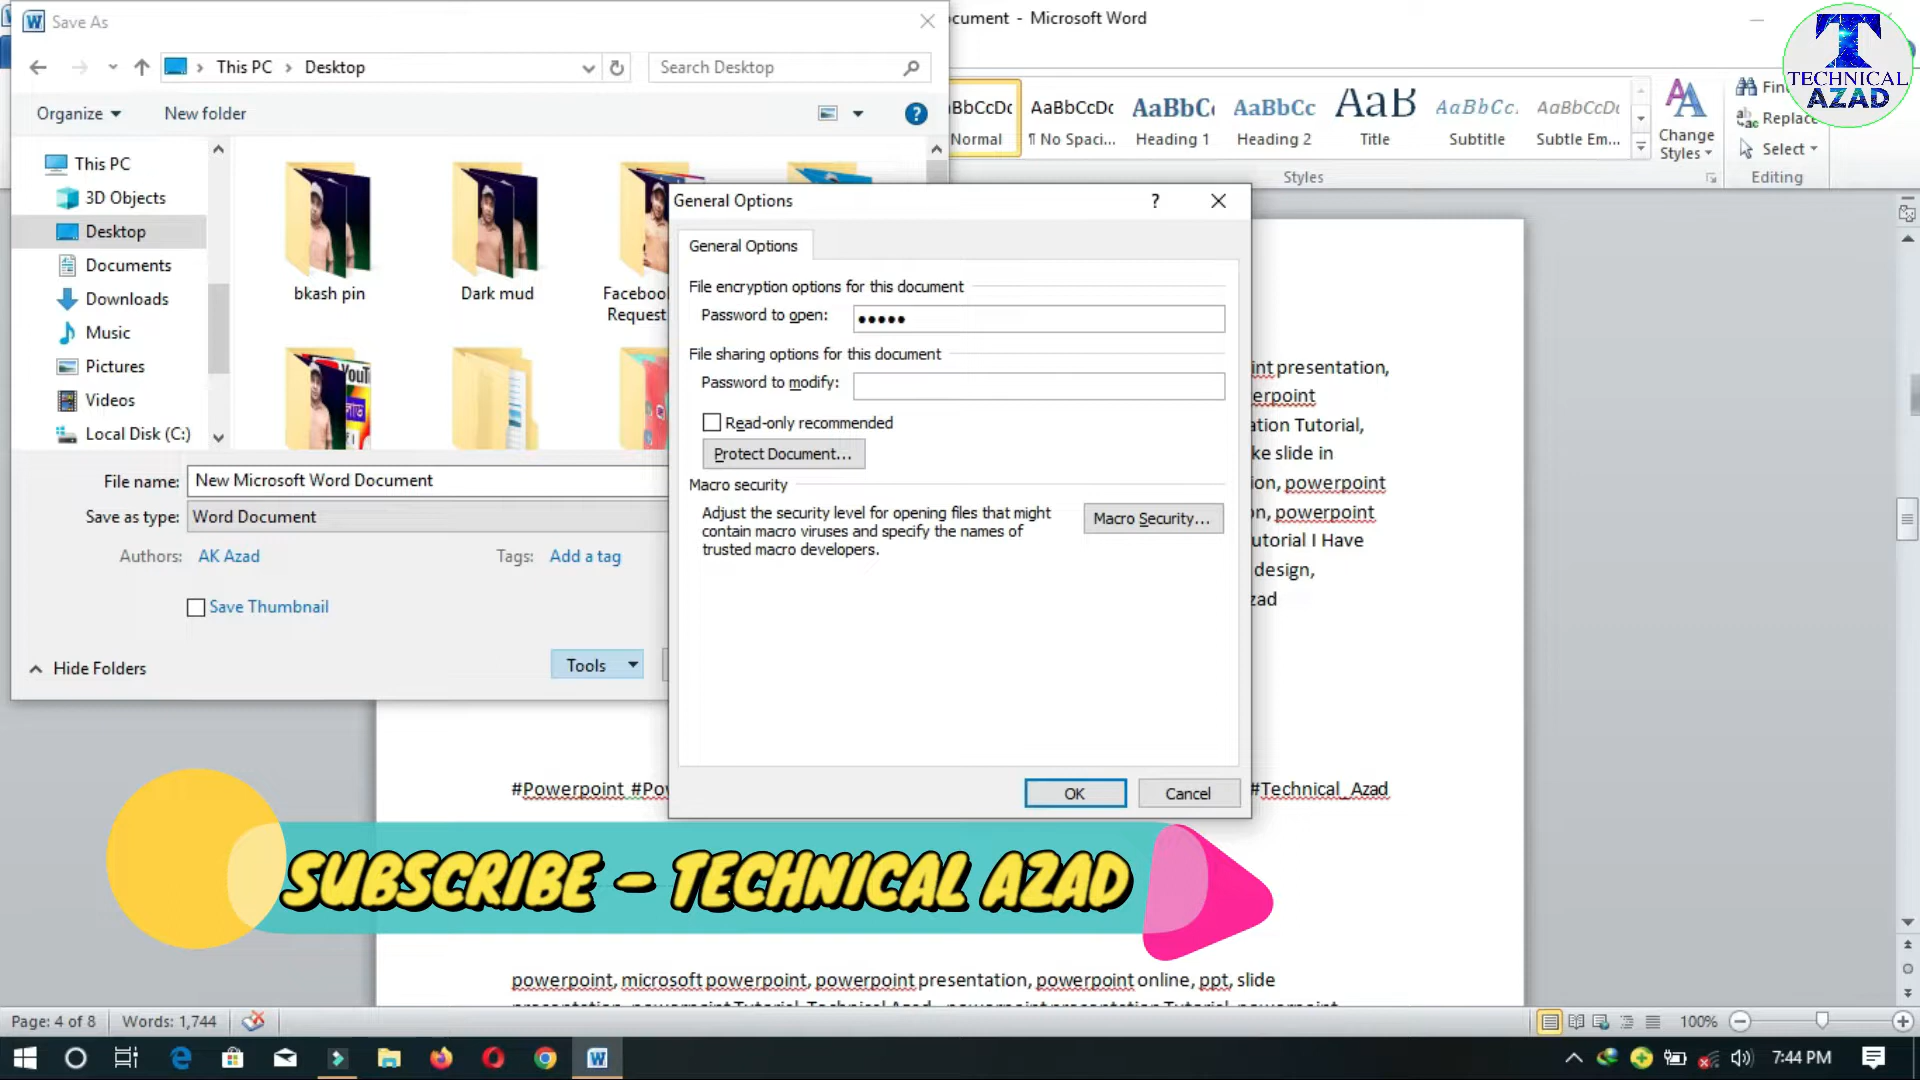 Save As
ocument - Microsoft Word
This PC
Desktop
Search Desktop
Organize
New folder
TECHNICAL
AZAD
BbCcDc
AaBbCcDc
AaBbC
AaBbCc
AaB
AaBbCc.
AaBbCcDc
Normal
¶ No Spaci...
Heading 1
Heading 2
Title
Subtitle
Subtle Em...
Change
Styles
Replace
Select
Styles
Editing
This PC
3D Objects
Desktop
Documents
Downloads
Music
Pictures
Videos
Local Disk (C:)
bkash pin
Dark mud
Facebook
Request
General Options
General Options
File encryption options for this document
Password to open:
File sharing options for this document
Password to modify:
Read-only recommended
Protect Document...
Macro security
Adjust the security level for opening files that might
contain macro viruses and specify the names of
trusted macro developers.
Macro Security...
OK
Cancel
File name: New Microsoft Word Document
Save as type: Word Document
Authors: AK Azad
Tags: Add a tag
Save Thumbnail
Hide Folders
Tools
int presentation,
erpoint
ation Tutorial,
ke slide in
on, powerpoint
n, powerpoint
utorial I Have
design,
zad
#Powerpoint #Po
#Technical_Azad
SUBSCRIBE - TECHNICAL AZAD
powerpoint, microsoft powerpoint, powerpoint presentation, powerpoint online, ppt, slide
Page: 4 of 8
Words: 1,744
100%
7:44 PM